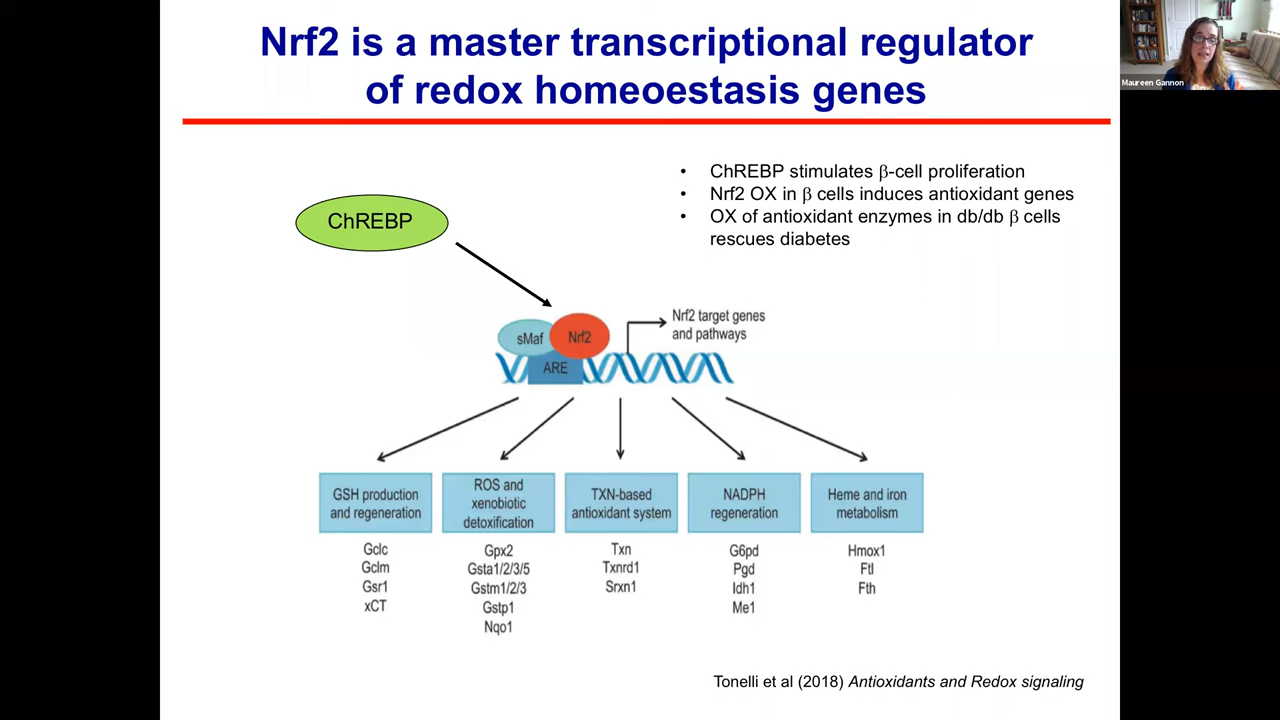 Nrf2 is a master transcriptional regulator
of redox homeoestasis genes
Maureen Gannon
• ChREBP stimulates β-cell proliferation
• Nrf2 OX in β cells induces antioxidant genes
• OX of antioxidant enzymes in db/db β cells
rescues diabetes
ChREBP
sMaf
Nrf2
ARE
Nrf2 target genes
and pathways
GSH production
and regeneration
Gclc
Gclm
Gsr1
xCT
ROS and
xenobiotic
detoxification
Gpx2
Gsta1/2/3/5
Gstm1/2/3
Gstp1
Nqo1
TXN-based
antioxidant system
Txn
Txnrd1
Srxn1
NADPH
regeneration
G6pd
Pgd
Idh1
Me1
Heme and iron
metabolism
Hmox1
Ftl
Fth
Tonelli et al (2018) Antioxidants and Redox signaling